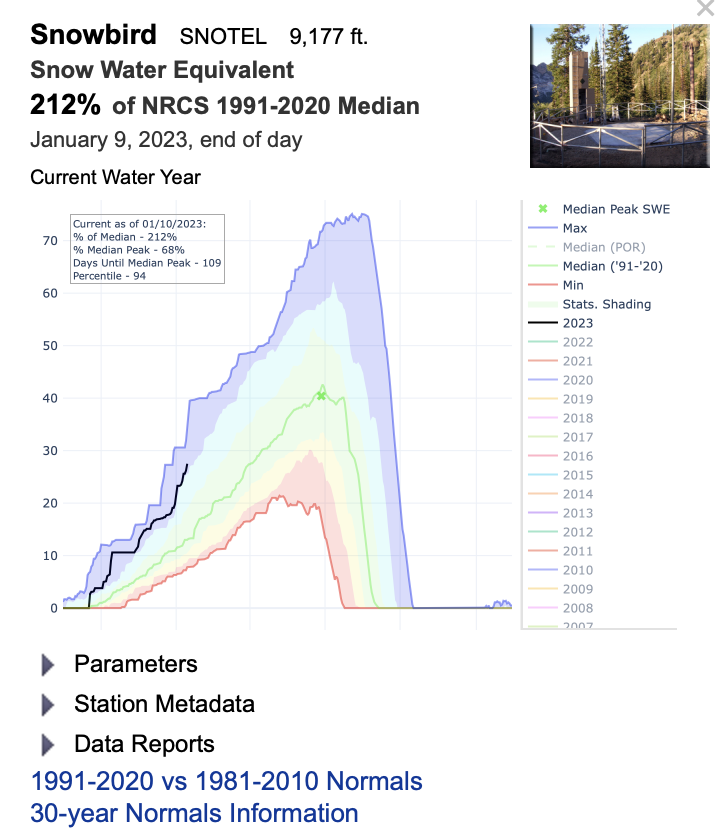 Snowbird SNOTEL 9,177 ft.
Snow Water Equivalent
212% of NRCS 1991-2020 Median
January 9, 2023, end of day
Current Water Year
Current as of 01/10/2023:
% of Median - 212%
% Median Peak - 68%
Days Until Median Peak - 109
Percentile - 94
70
60
50
40
30
20
10
0
Median Peak SWE
Max
Median (POR)
Median ('91-'20)
Min
Stats. Shading
2023
2022
2021
2020
2019
2018
2017
2016
2015
2014
2013
2012
2011
2010
2009
2008
2007
Parameters
Station Metadata
Data Reports
1991-2020 vs 1981-2010 Normals
30-year Normals Information